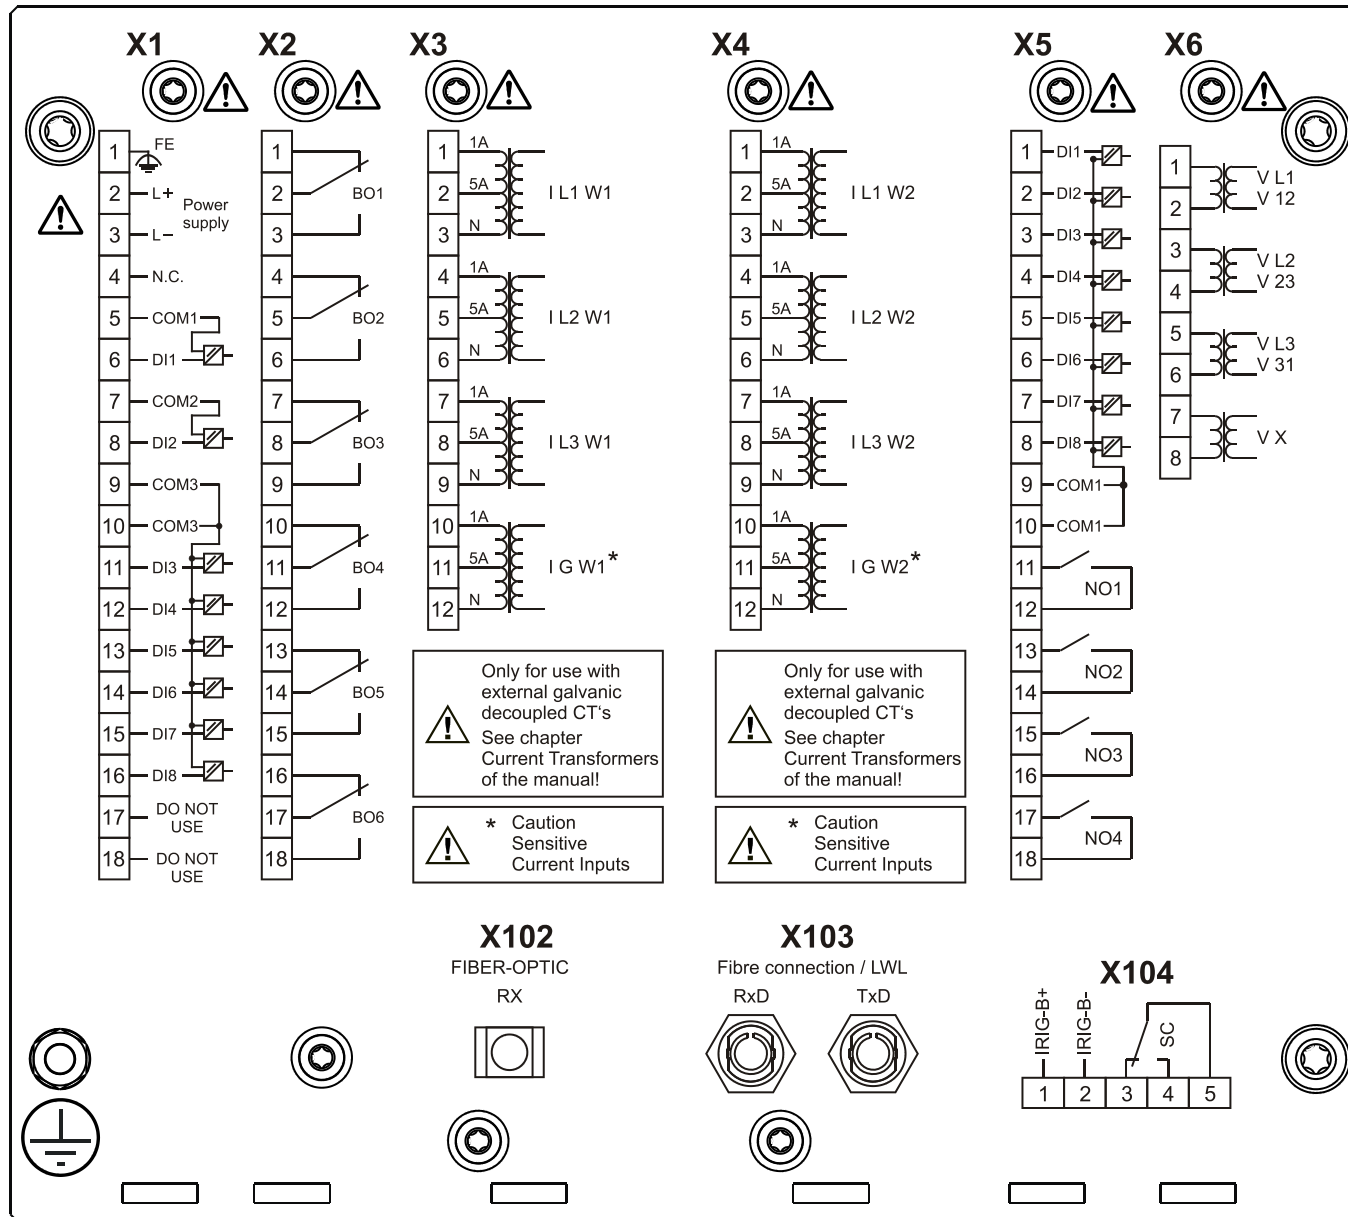 X1 X2 X3 X4 X5 X6
1 FE
2 L+
Power
supply
3 L–
4 N.C.
5 COM1
6 DI1
7 COM2
8 DI2
9 COM3
10 COM3
11 DI3
12 DI4
13 DI5
14 DI6
15 DI7
16 DI8
17 DO NOT
USE
18 DO NOT
USE
1
2 BO1
3
4
5 BO2
6
7
8 BO3
9
10
11 BO4
12
13
14 BO5
15
16
17 BO6
18
1 1A
2 5A I L1 W1
3 N
4 1A
5 5A I L2 W1
6 N
7 1A
8 5A I L3 W1
9 N
10 1A
11 5A I G W1*
12 N
Only for use with
external galvanic
decoupled CT‘s
See chapter
Current Transformers
of the manual!
* Caution
Sensitive
Current Inputs
1 1A
2 5A I L1 W2
3 N
4 1A
5 5A I L2 W2
6 N
7 1A
8 5A I L3 W2
9 N
10 1A
11 5A I G W2*
12 N
Only for use with
external galvanic
decoupled CT‘s
See chapter
Current Transformers
of the manual!
* Caution
Sensitive
Current Inputs
1 DI1
2 DI2
3 DI3
4 DI4
5 DI5
6 DI6
7 DI7
8 DI8
9 COM1
10 COM1
11
NO1
12
13
NO2
14
15
NO3
16
17
NO4
18
1 V L1
2 V 12
3 V L2
4 V 23
5 V L3
6 V 31
7
V X
8
X102
FIBER-OPTIC
RX
X103
Fibre connection / LWL
RxD TxD
X104
IRIG-B+
IRIG-B-
SC
1 2 3 4 5